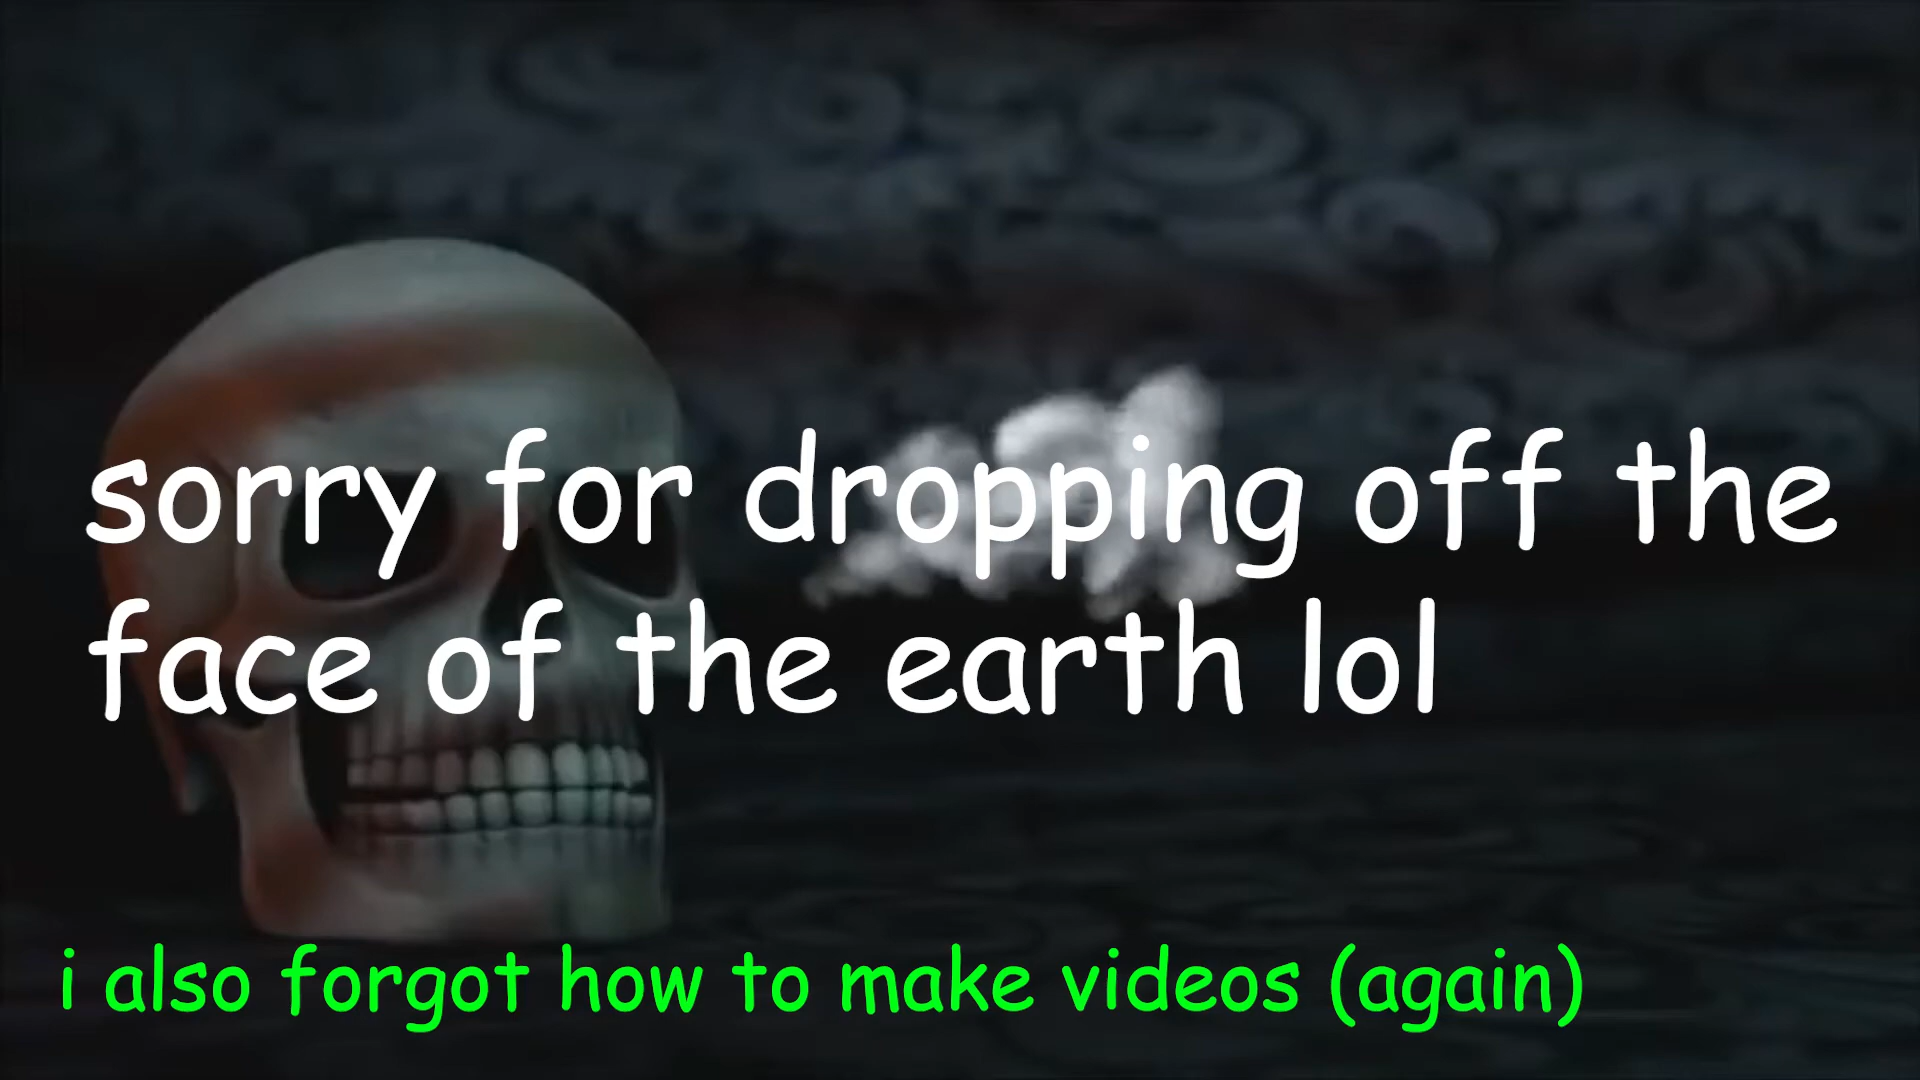 sorry for dropping off the
face of the earth lol
i also forgot how to make videos (again)